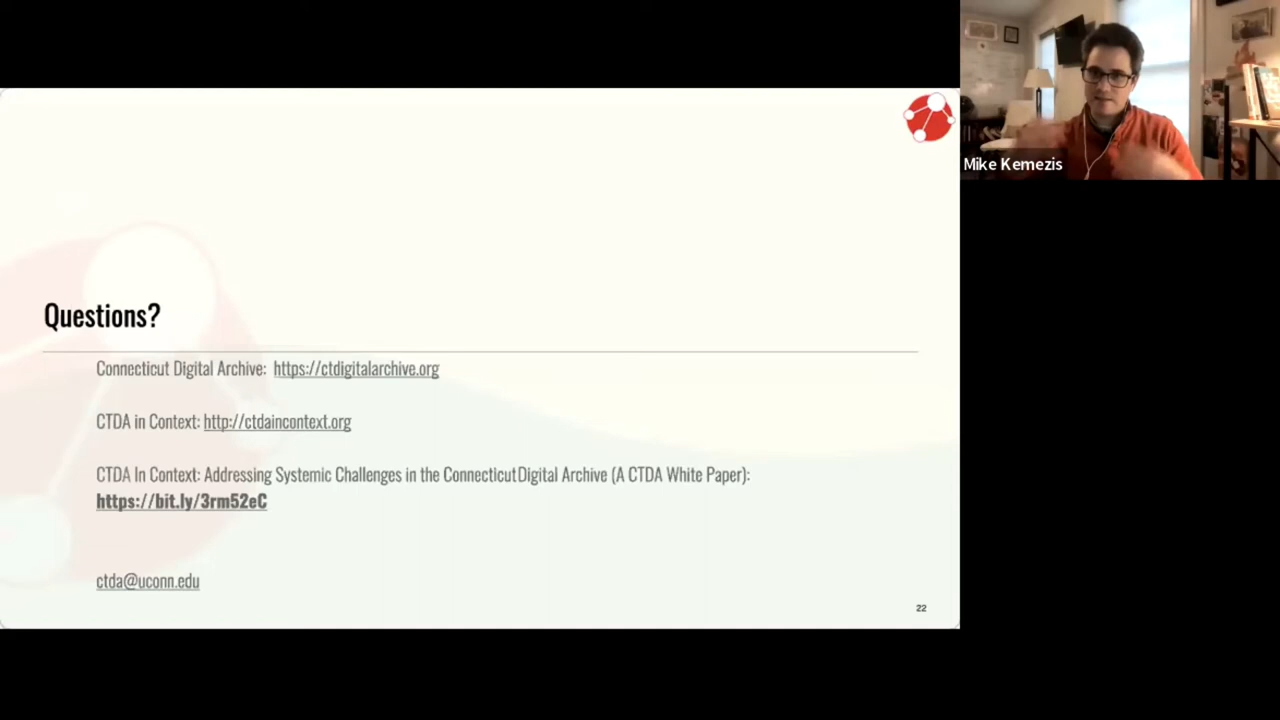 Mike Kemezis
Questions?
Connecticut Digital Archive: https://ctdigitalarchive.org
CTDA in Context: http://ctdaincontext.org
CTDA In Context: Addressing Systemic Challenges in the Connecticut Digital Archive (A CTDA White Paper):
https://bit.ly/3rm52eC
ctda@uconn.edu
22